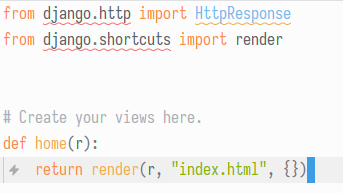 from django.http import HttpResponse
from django.shortcuts import render
# Create your views here.
def home(r):
return render(r, "index.html", {})